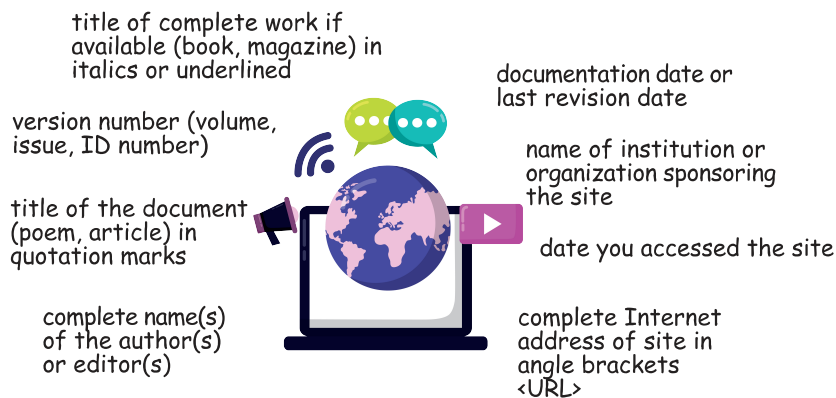 title of complete work if
available (book, magazine) in
italics or underlined
version number (volume,
issue, ID number)
title of the document
(poem, article) in
quotation marks
complete name(s)
of the author(s)
or editor(s)
documentation date or
last revision date
name of institution or
organization sponsoring
the site
date you accessed the site
complete Internet
address of site in
angle brackets
<URL>